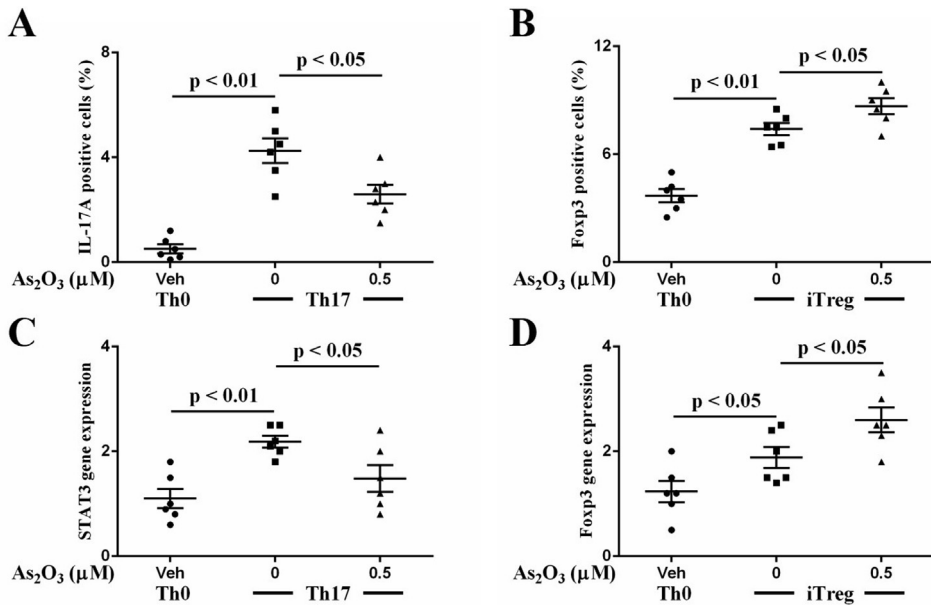 A
IL-17A positive cells (%)
8
4
0
p < 0.01
p < 0.05
As₂O₃ (μM)
Veh
0
0.5
Th0
Th17
B
Foxp3 positive cells (%)
12
6
0
p < 0.01
p < 0.05
As₂O₃ (μM)
Veh
0
0.5
Th0
iTreg
C
STAT3 gene expression
4
2
0
p < 0.01
p < 0.05
As₂O₃ (μM)
Veh
0
0.5
Th0
Th17
D
Foxp3 gene expression
4
2
0
p < 0.05
p < 0.05
As₂O₃ (μM)
Veh
0
0.5
Th0
iTreg